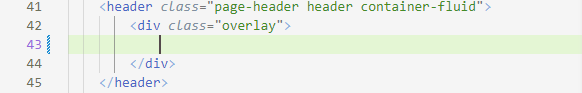 41 <header class="page-header header container-fluid">
42 <div class="overlay">
43
44 </div>
45 </header>